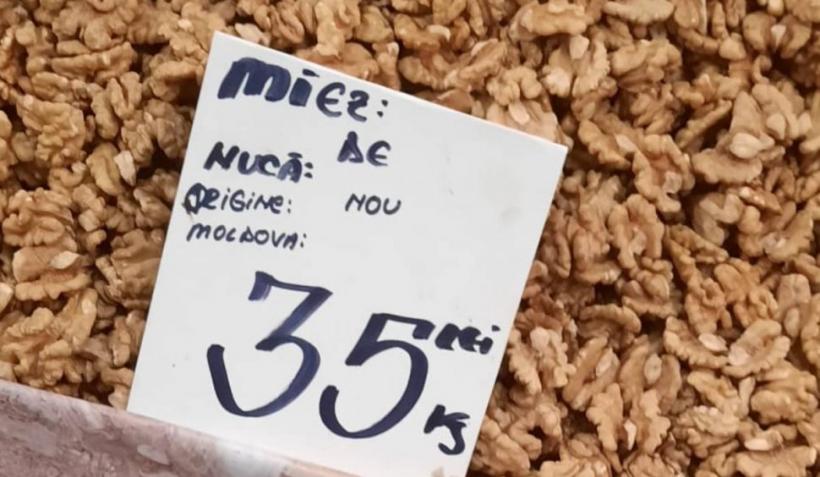 MiEZ:
DE
NUCĂ:
ORIGINE: NOU
MOLDOVA:
35 LEI
KG